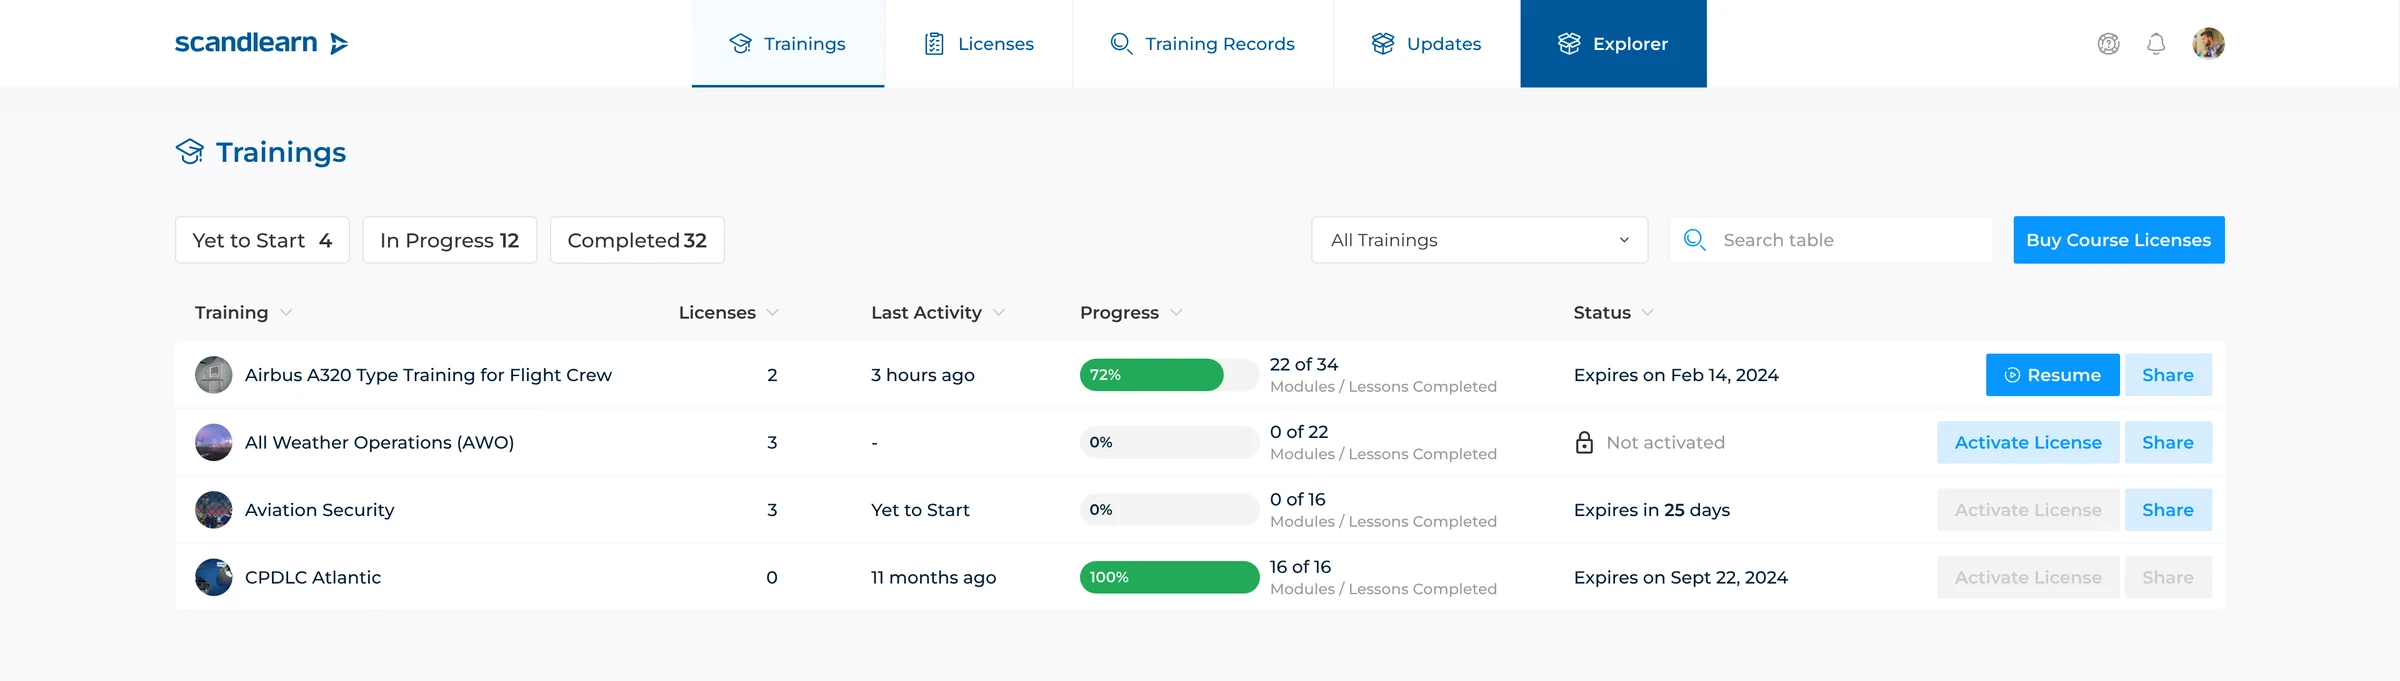 scandlearn
Trainings
Licenses
Training Records
Updates
Explorer
Trainings
Yet to Start 4
In Progress 12
Completed 32
All Trainings
Search table
Buy Course Licenses
Training Licenses Last Activity Progress Status
Airbus A320 Type Training for Flight Crew 2 3 hours ago 72% 22 of 34 Expires on Feb 14, 2024 Resume Share
Modules / Lessons Completed
All Weather Operations (AWO) 3 - 0% 0 of 22 Not activated Activate License Share
Modules / Lessons Completed
Aviation Security 3 Yet to Start 0% 0 of 16 Expires in 25 days Activate License Share
Modules / Lessons Completed
CPDLC Atlantic 0 11 months ago 100% 16 of 16 Expires on Sept 22, 2024 Activate License Share
Modules / Lessons Completed